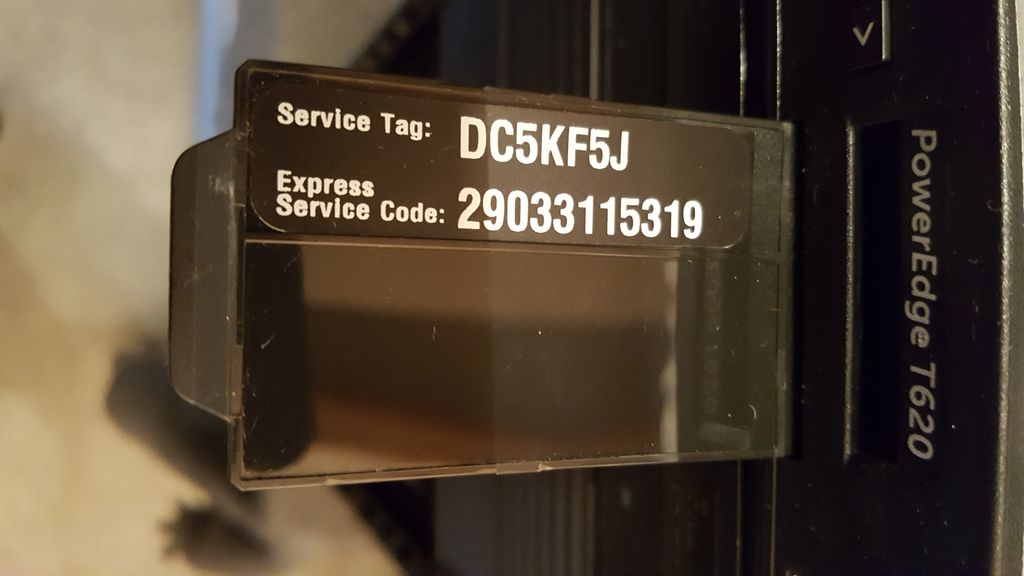 Service Tag: DC5KF5J
Express
Service Code: 29033115319
PowerEdge T620